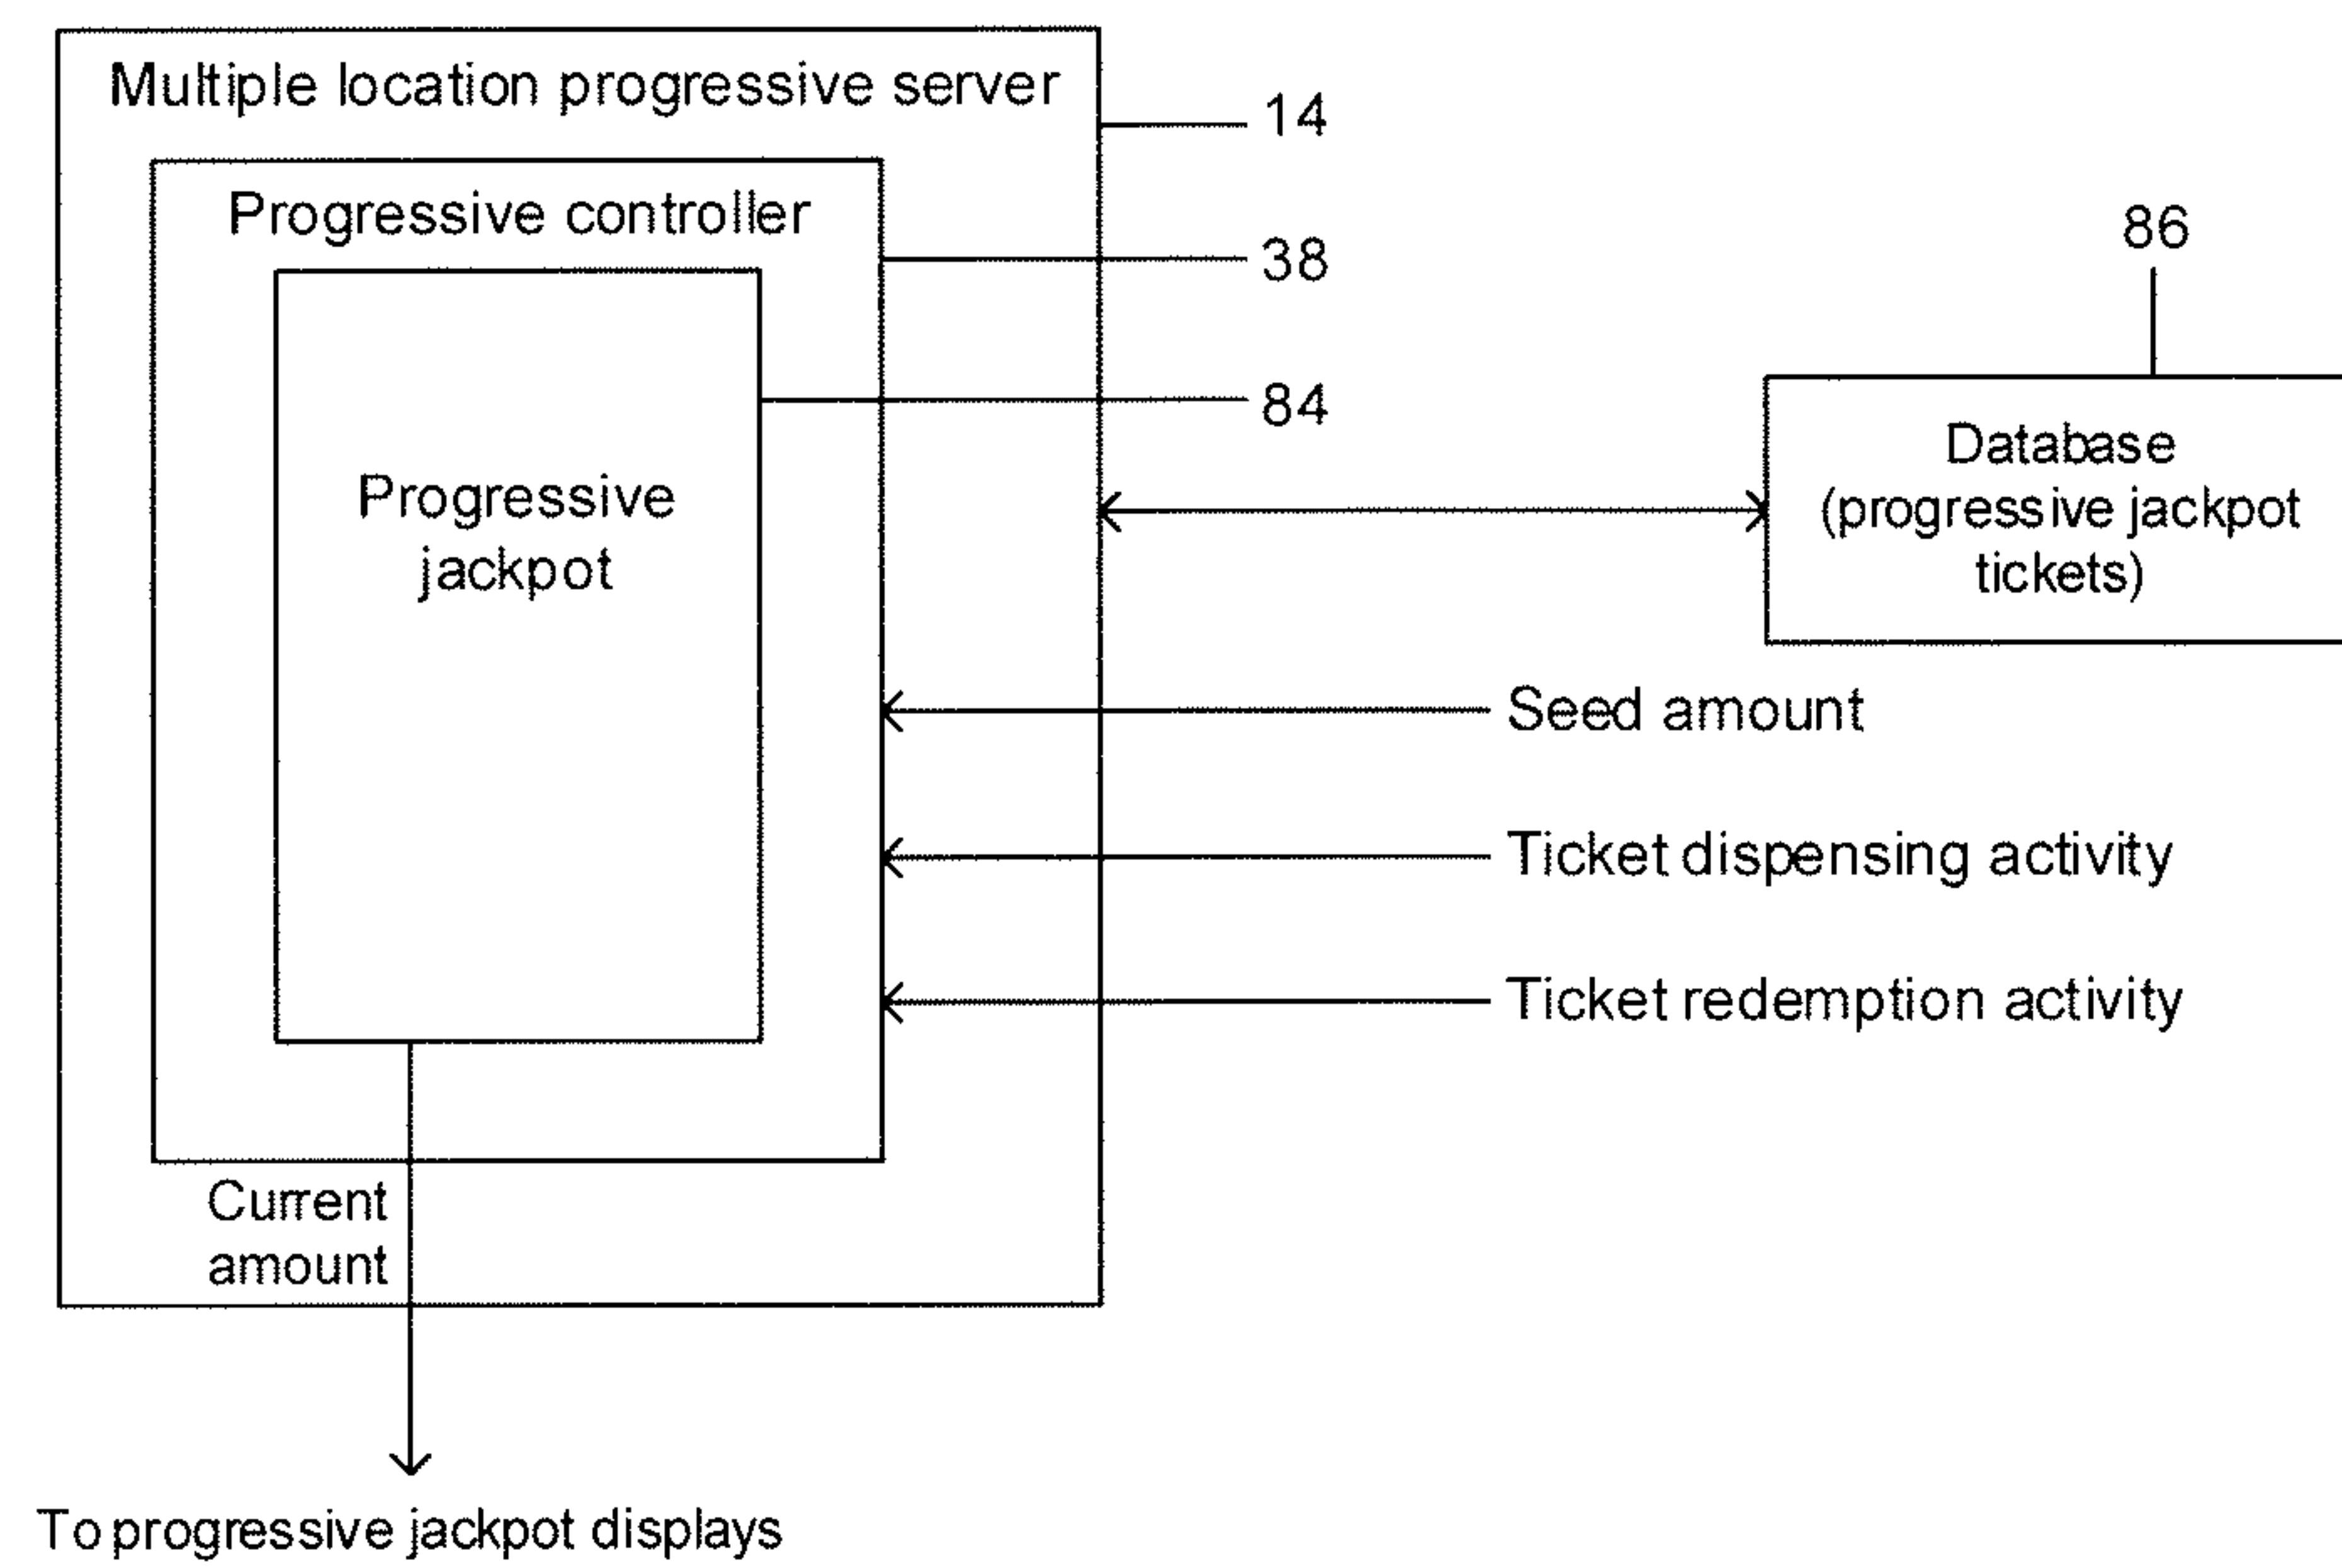 Multiple location progressive server
14
Progressive controller
38
86
84
Progressive
jackpot
Database
(progressive jackpot
tickets)
Seed amount
Ticket dispensing activity
Ticket redemption activity
Current
amount
To progressive jackpot displays